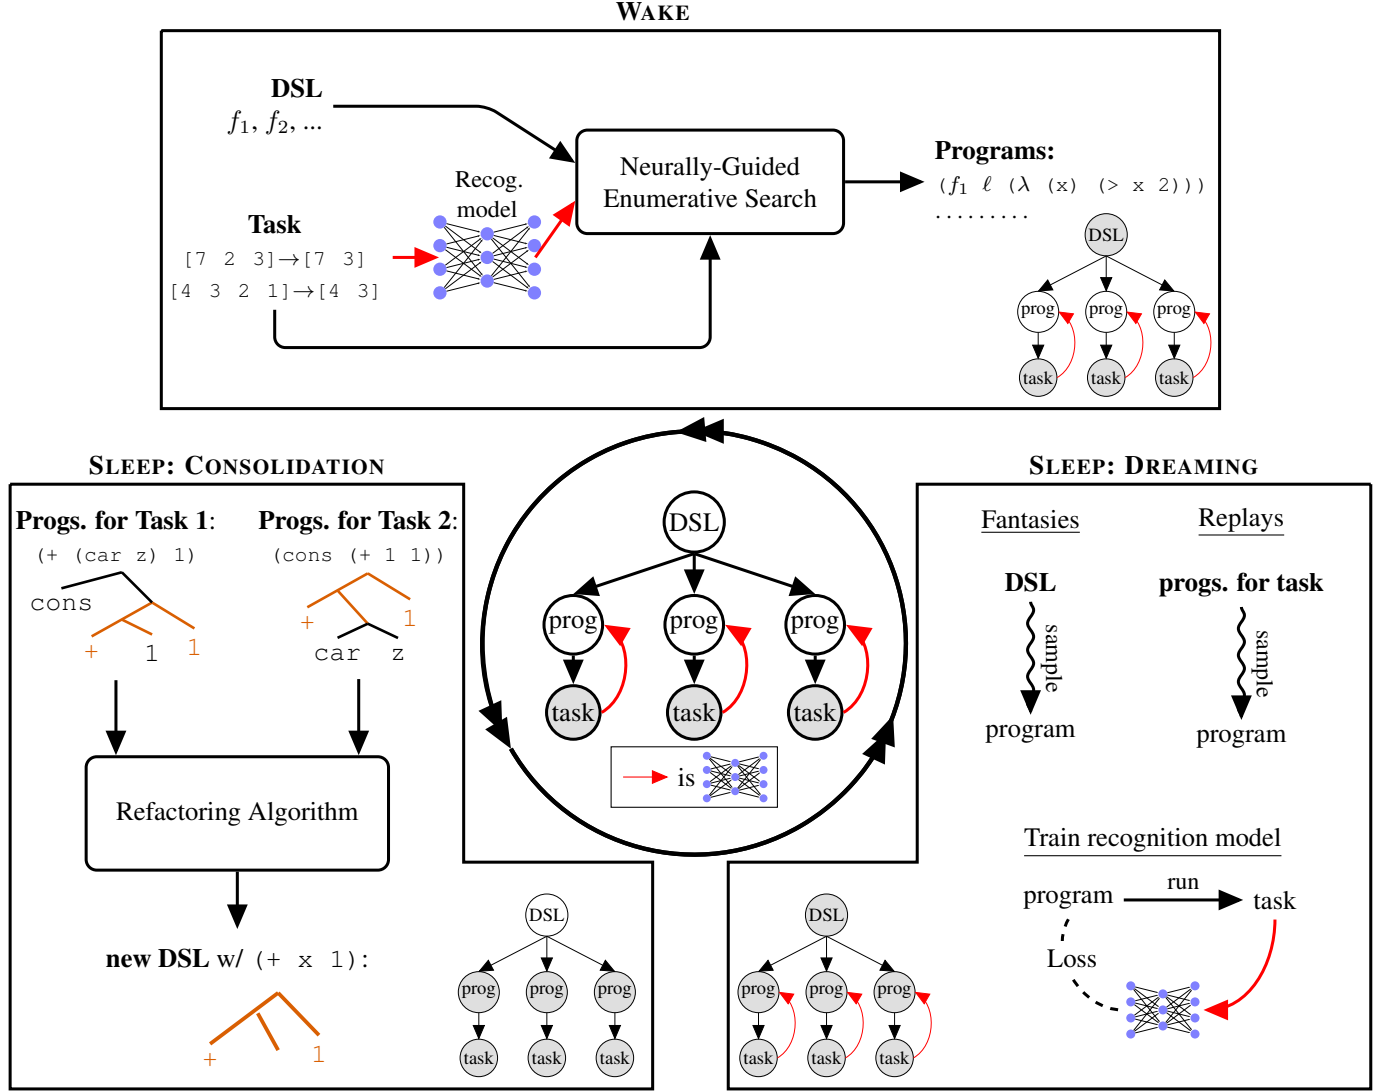 WAKE
DSL
f1, f2, ...
Task
[7 2 3]→[7 3]
[4 3 2 1]→[4 3]
Recog.
model
Neurally-Guided
Enumerative Search
Programs:
(f1 ℓ (λ (x) (> x 2)))
.........
DSL
prog prog prog
task task task
SLEEP: CONSOLIDATION
Progs. for Task 1:
(+ (car z) 1)
cons
+ 1 1
Progs. for Task 2:
(cons (+ 1 1))
+ 1
car z
Refactoring Algorithm
new DSL w/ (+ x 1):
+ 1
DSL
prog prog prog
task task task
DSL
prog prog prog
task task task
is
SLEEP: DREAMING
Fantasies
DSL
sample
program
Replays
progs. for task
sample
program
Train recognition model
program run task
Loss
DSL
prog prog prog
task task task